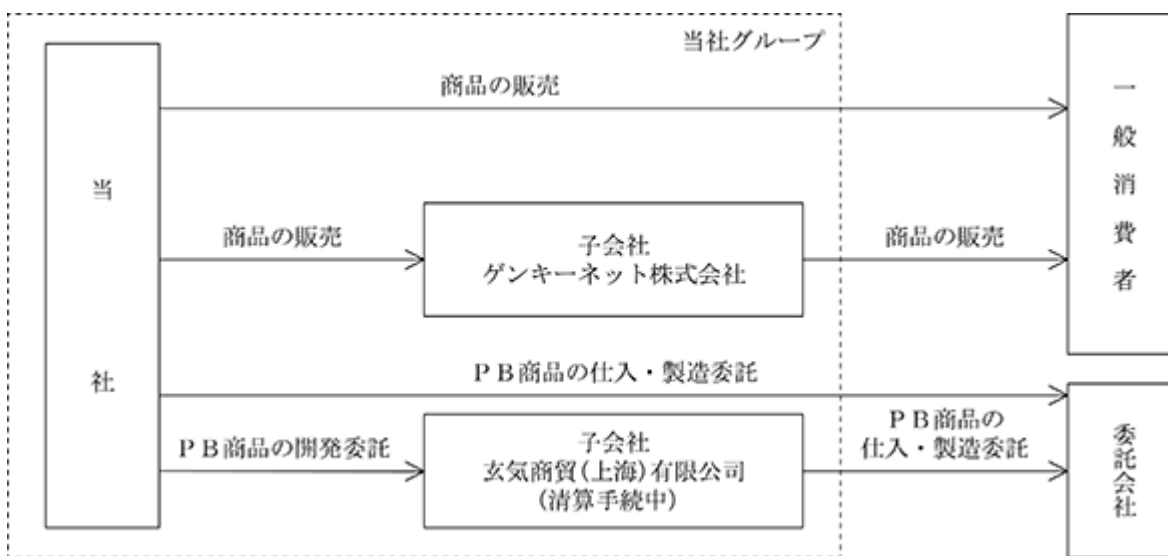 当社グループ
商品の販売
当社
一般消費者
商品の販売
子会社
ゲンキーネット株式会社
商品の販売
ＰＢ商品の仕入・製造委託
ＰＢ商品の開発委託
子会社
玄気商貿(上海)有限公司
(清算手続中)
ＰＢ商品の
仕入・製造委託
委託会社